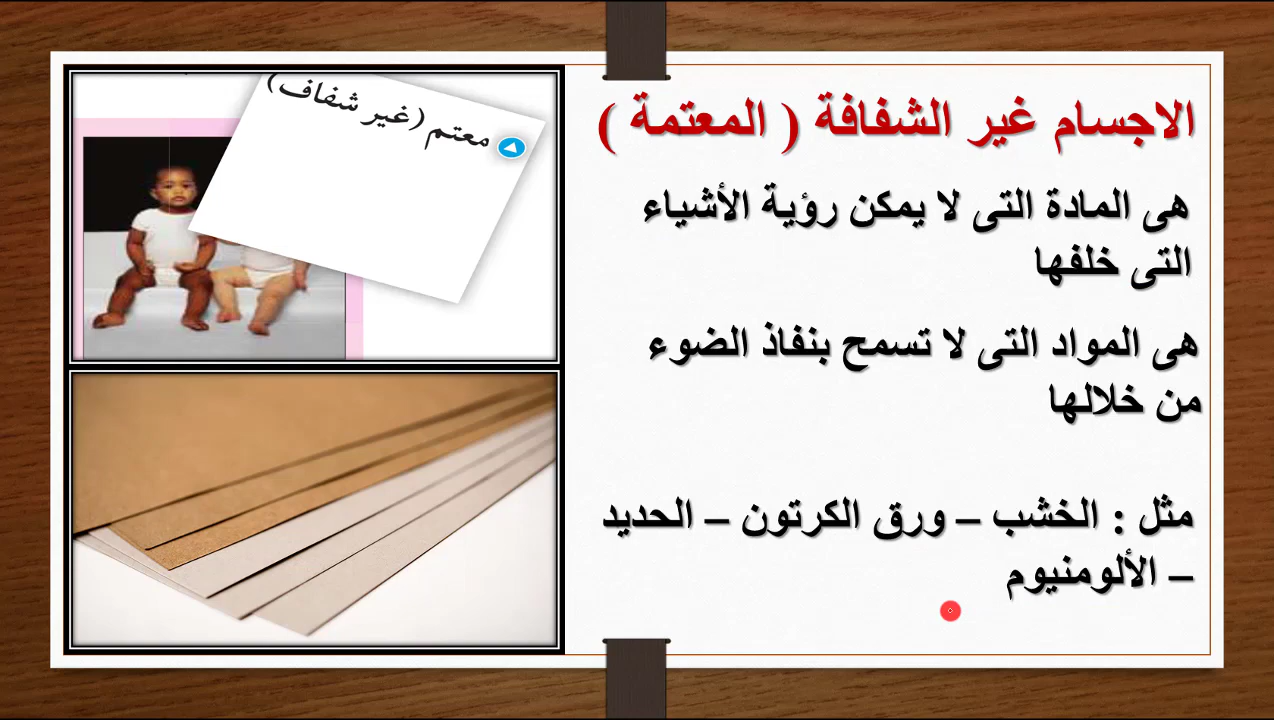 الاجسام غير الشفافة ( المعتمة )
هى المادة التى لا يمكن رؤية الأشياء
التى خلفها
هى المواد التى لا تسمح بنفاذ الضوء
من خلالها
مثل : الخشب – ورق الكرتون – الحديد
– الألومنيوم
معتم (غير شفاف)